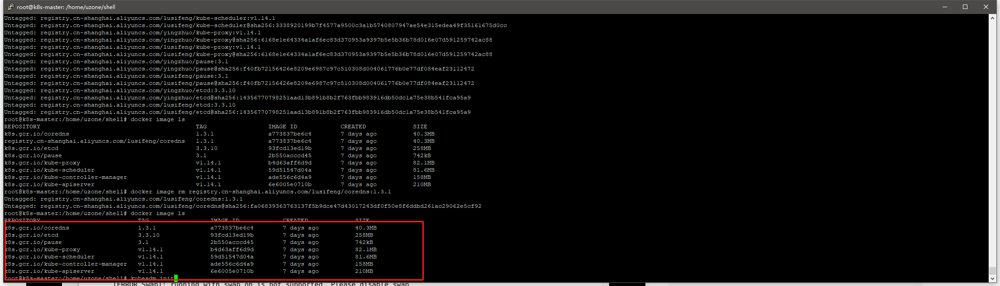 root@k8s-master: /home/uzone/shell
Untagged: registry.cn-shanghai.aliyuncs.com/lusifeng/kube-scheduler:v1.14.1
Untagged: registry.cn-shanghai.aliyuncs.com/lusifeng/kube-scheduler@sha256:3338920199b7f4577a9500c3a1b5740807947ae54e315edea49f35161675d0cc
Untagged: registry.cn-shanghai.aliyuncs.com/yingzhuo/kube-proxy:v1.14.1
Untagged: registry.cn-shanghai.aliyuncs.com/yingzhuo/kube-proxy@sha256:6168e1e64334a1af6ec83d370953a9397b5e5b36b78d016e07d591259742ac88
Untagged: registry.cn-shanghai.aliyuncs.com/lusifeng/kube-proxy:v1.14.1
Untagged: registry.cn-shanghai.aliyuncs.com/lusifeng/kube-proxy@sha256:6168e1e64334a1af6ec83d370953a9397b5e5b36b78d016e07d591259742ac88
Untagged: registry.cn-shanghai.aliyuncs.com/yingzhuo/pause:3.1
Untagged: registry.cn-shanghai.aliyuncs.com/yingzhuo/pause@sha256:f40fb72156426e8209e6987c97c510308d004061776b0e77df084eaf23112472
Untagged: registry.cn-shanghai.aliyuncs.com/lusifeng/pause:3.1
Untagged: registry.cn-shanghai.aliyuncs.com/lusifeng/pause@sha256:f40fb72156426e8209e6987c97c510308d004061776b0e77df084eaf23112472
Untagged: registry.cn-shanghai.aliyuncs.com/yingzhuo/etcd:3.3.10
Untagged: registry.cn-shanghai.aliyuncs.com/yingzhuo/etcd@sha256:14356770798251aad13b891b8b2f763fbb983916db50dc1a75e38b541fca95a9
Untagged: registry.cn-shanghai.aliyuncs.com/lusifeng/etcd:3.3.10
Untagged: registry.cn-shanghai.aliyuncs.com/lusifeng/etcd@sha256:14356770798251aad13b891b8b2f763fbb983916db50dc1a75e38b541fca95a9
root@k8s-master:/home/uzone/shell# docker image ls
REPOSITORY TAG IMAGE ID CREATED SIZE
k8s.gcr.io/coredns 1.3.1 a773837be6c4 7 days ago 40.3MB
registry.cn-shanghai.aliyuncs.com/lusifeng/coredns 1.3.1 a773837be6c4 7 days ago 40.3MB
k8s.gcr.io/etcd 3.3.10 93fcd13ed19b 7 days ago 258MB
k8s.gcr.io/pause 3.1 2b550acccd45 7 days ago 742kB
k8s.gcr.io/kube-proxy v1.14.1 b4d63aff6d9d 7 days ago 82.1MB
k8s.gcr.io/kube-scheduler v1.14.1 59d51547d04a 7 days ago 81.6MB
k8s.gcr.io/kube-controller-manager v1.14.1 ade556c6d4a9 7 days ago 158MB
k8s.gcr.io/kube-apiserver v1.14.1 6e6005e0710b 7 days ago 210MB
root@k8s-master:/home/uzone/shell# docker image rm registry.cn-shanghai.aliyuncs.com/lusifeng/coredns:1.3.1
Untagged: registry.cn-shanghai.aliyuncs.com/lusifeng/coredns:1.3.1
Untagged: registry.cn-shanghai.aliyuncs.com/lusifeng/coredns@sha256:fa06839363763137f5b9dce47d43017243df0f50e8f6ddbd261ac29062e5cf92
root@k8s-master:/home/uzone/shell# docker image ls
REPOSITORY TAG IMAGE ID CREATED SIZE
k8s.gcr.io/coredns 1.3.1 a773837be6c4 7 days ago 40.3MB
k8s.gcr.io/etcd 3.3.10 93fcd13ed19b 7 days ago 258MB
k8s.gcr.io/pause 3.1 2b550acccd45 7 days ago 742kB
k8s.gcr.io/kube-proxy v1.14.1 b4d63aff6d9d 7 days ago 82.1MB
k8s.gcr.io/kube-scheduler v1.14.1 59d51547d04a 7 days ago 81.6MB
k8s.gcr.io/kube-controller-manager v1.14.1 ade556c6d4a9 7 days ago 158MB
k8s.gcr.io/kube-apiserver v1.14.1 6e6005e0710b 7 days ago 210MB
root@k8s-master:/home/uzone/shell# kubeadm init
[ERROR Swap]: running with swap on is not supported. Please disable swap